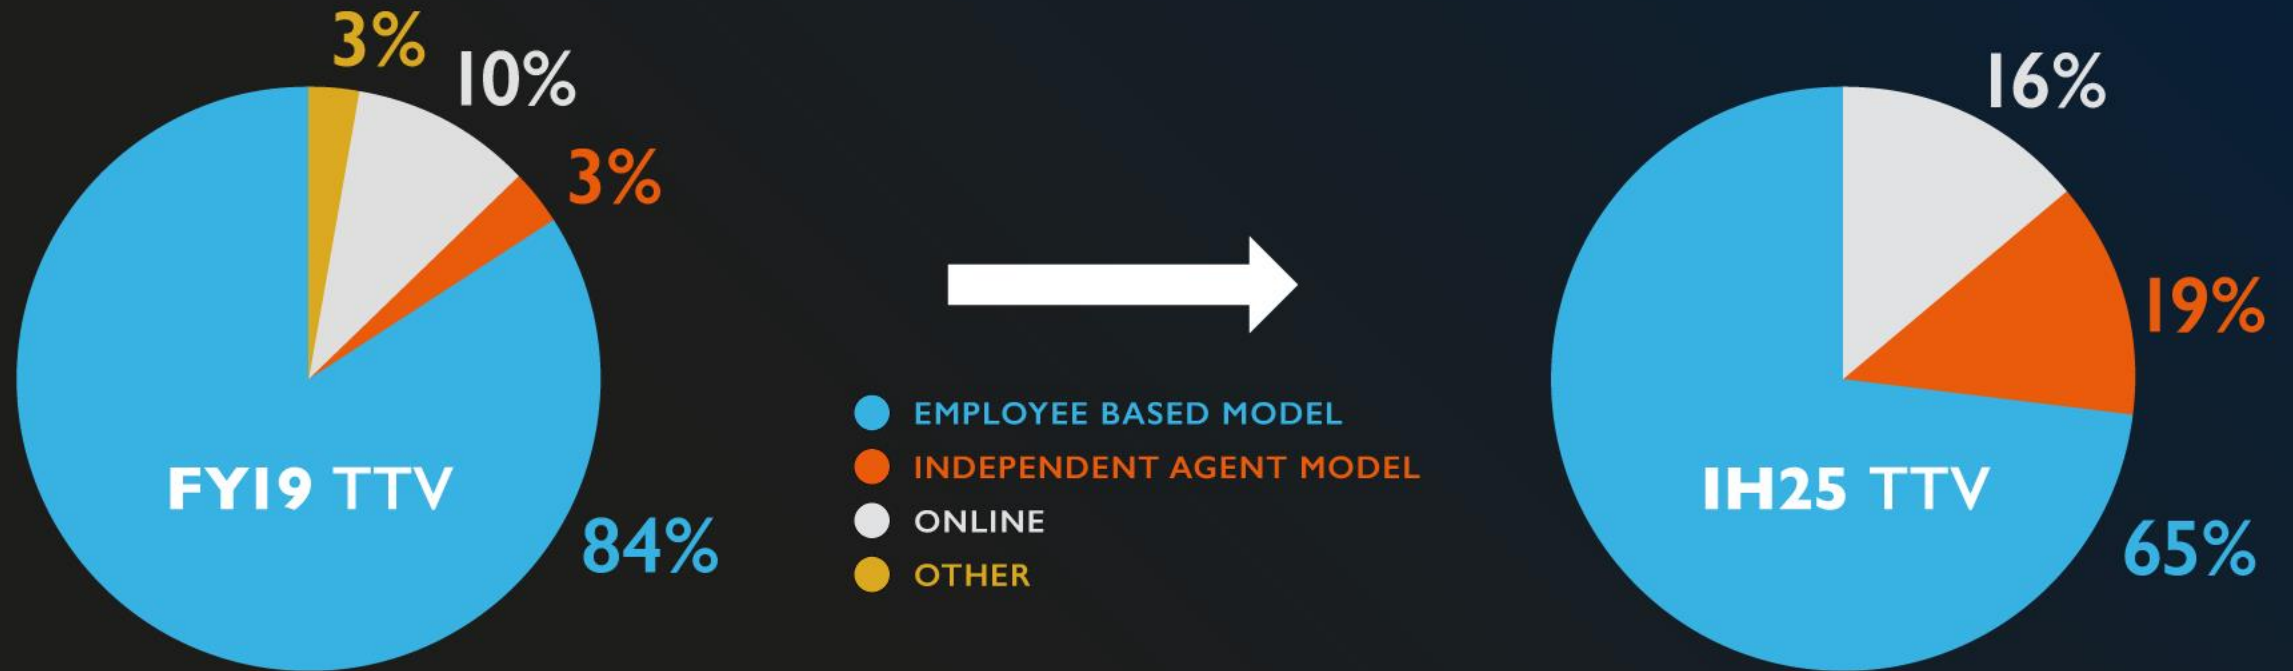 3%
10%
3%
84%
FY19 TTV
EMPLOYEE BASED MODEL
INDEPENDENT AGENT MODEL
ONLINE
OTHER
16%
19%
65%
1H25 TTV